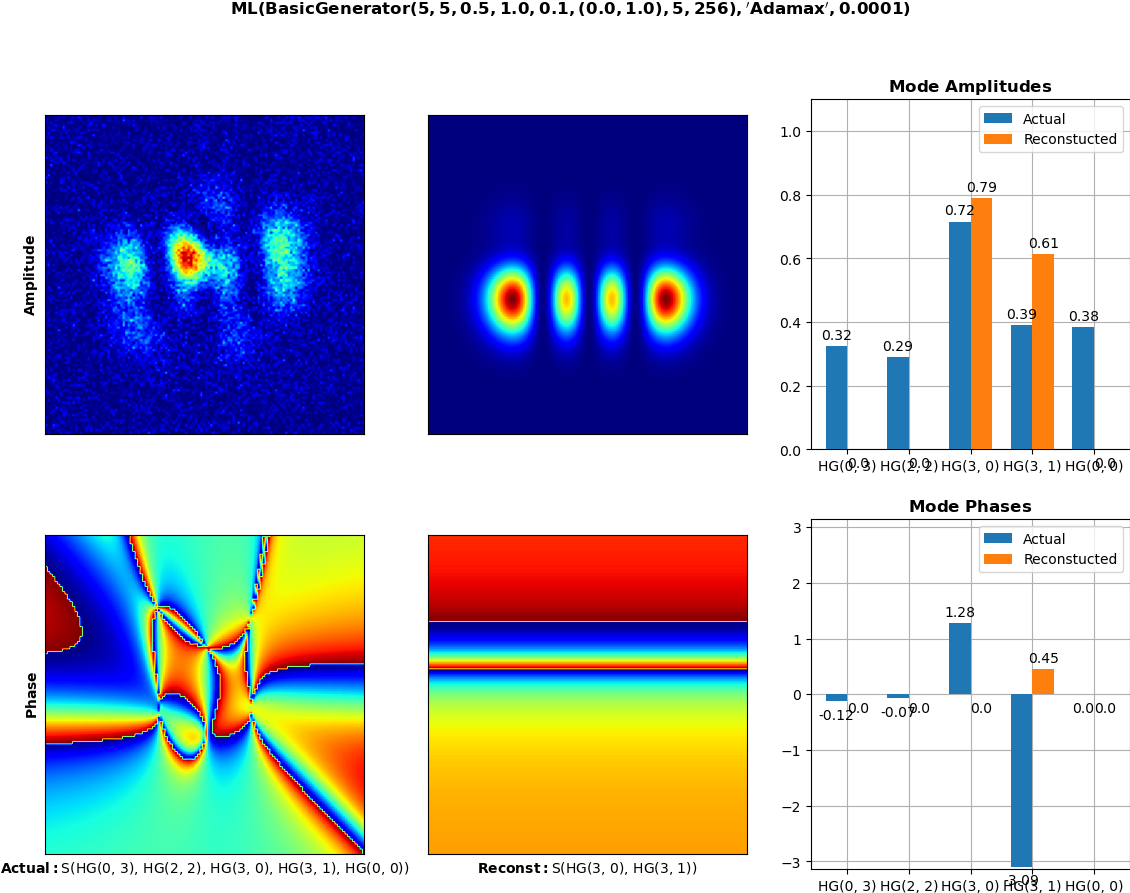 ML(BasicGenerator(5, 5, 0.5, 1.0, 0.1, (0.0, 1.0), 5, 256), 'Adamax', 0.0001)
Amplitude
Mode Amplitudes
Actual
Reconstucted
1.0
0.8
0.6
0.4
0.2
0.0
0.32
0.29
0.72
0.79
0.39
0.61
0.38
0.0
0.0
0.0
HG(0, 3) HG(2, 2) HG(3, 0) HG(3, 1) HG(0, 0)
Phase
Mode Phases
Actual
Reconstucted
3
2
1
0
−1
−2
−3
-0.12
0.0
-0.07
0.0
1.28
0.0
0.45
0.0
0.0
-3.09
HG(0, 3) HG(2, 2) HG(3, 0) HG(3, 1) HG(0, 0)
Actual: S(HG(0, 3), HG(2, 2), HG(3, 0), HG(3, 1), HG(0, 0))
Reconst: S(HG(3, 0), HG(3, 1))